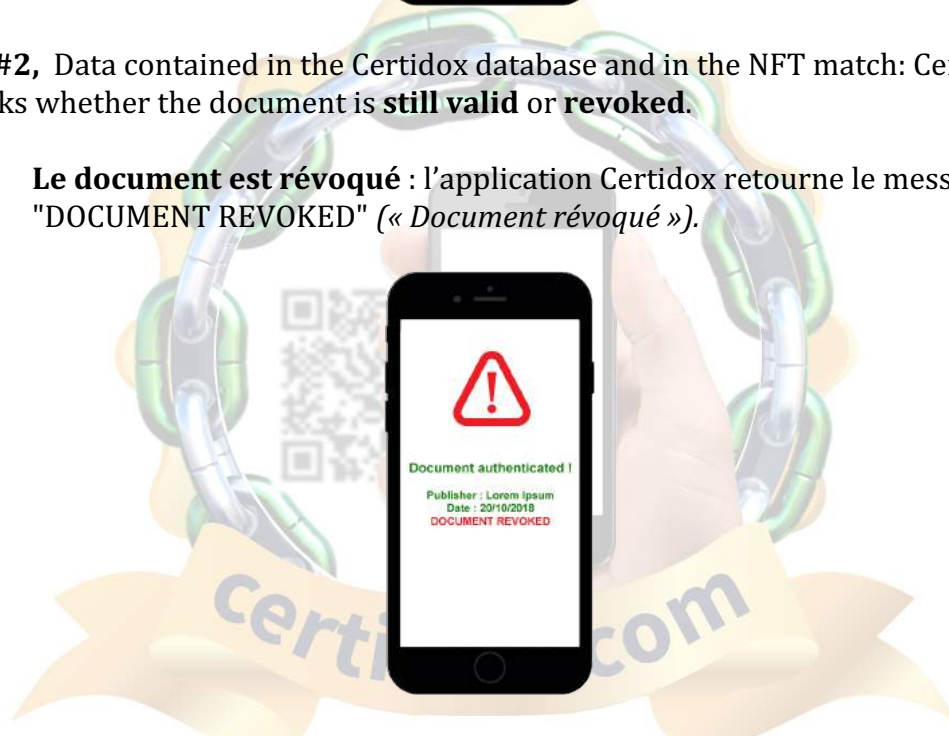 #2, Data contained in the Certidox database and in the NFT match: Cer
ks whether the document is still valid or revoked.
Le document est révoqué : l’application Certidox retourne le mess
"DOCUMENT REVOKED" (« Document révoqué »).
Document authenticated !
Publisher : Lorem Ipsum
Date : 20/10/2018
DOCUMENT REVOKED
certi com